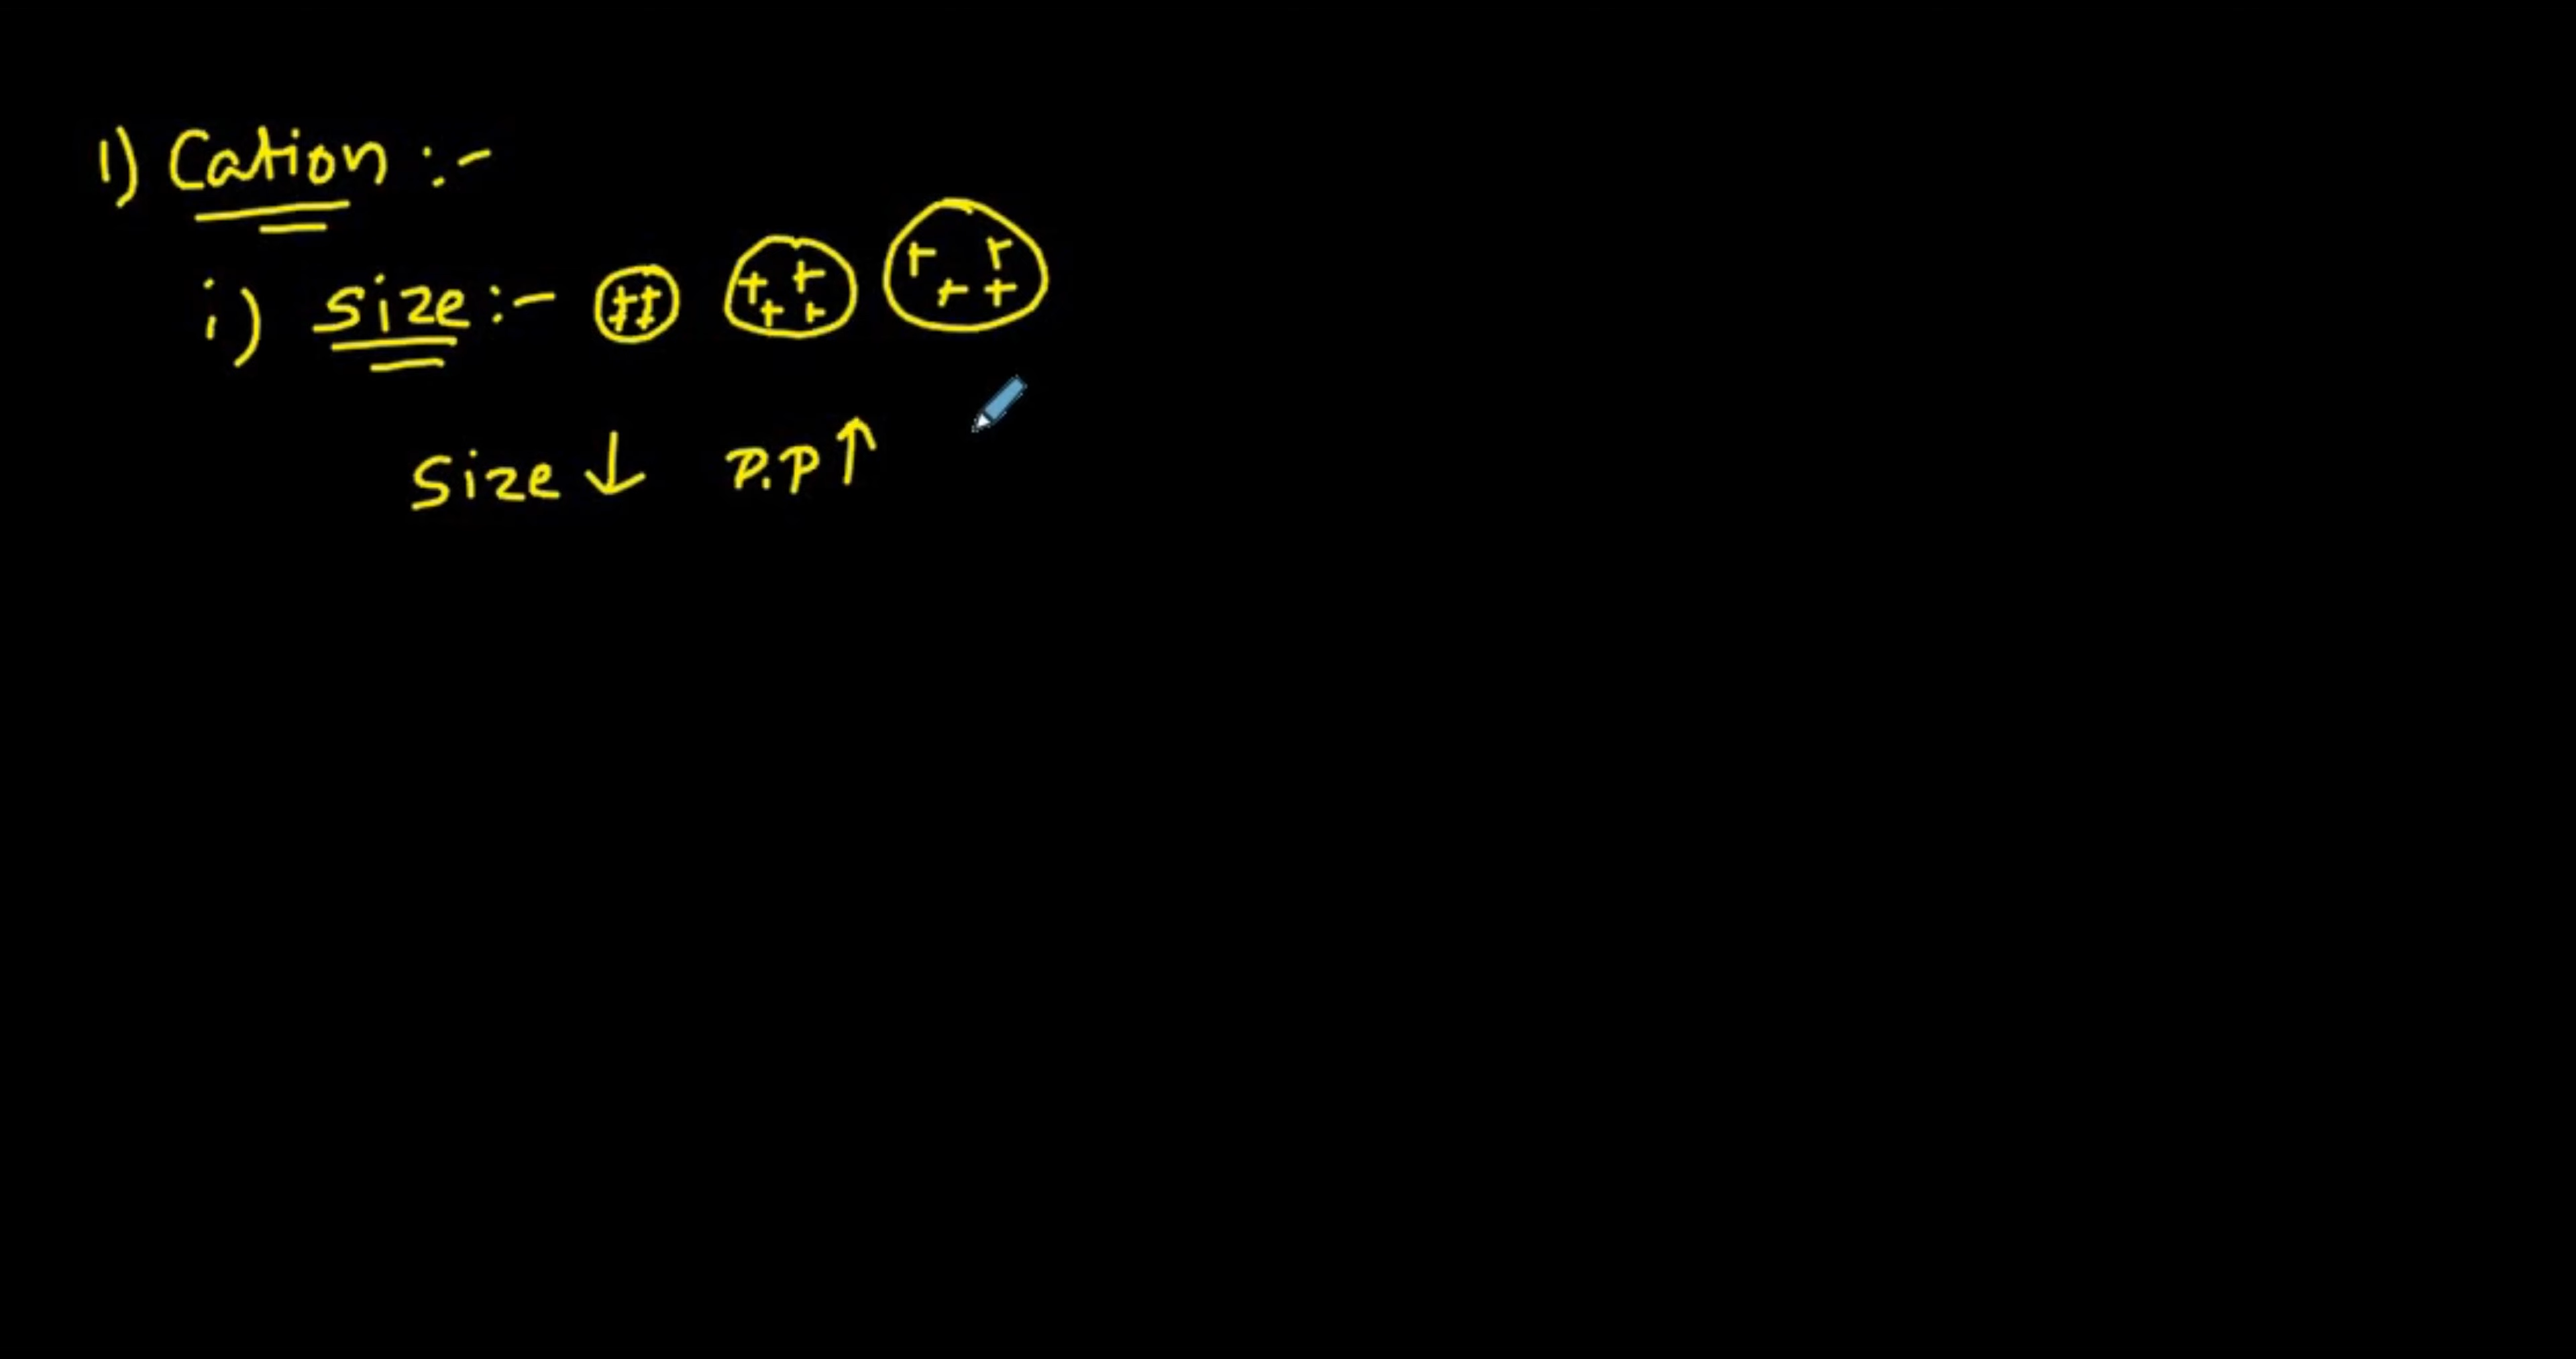 1) Cation :-
i) Size :- ++++ ++++ ++++
Size ↓ P.P ↑